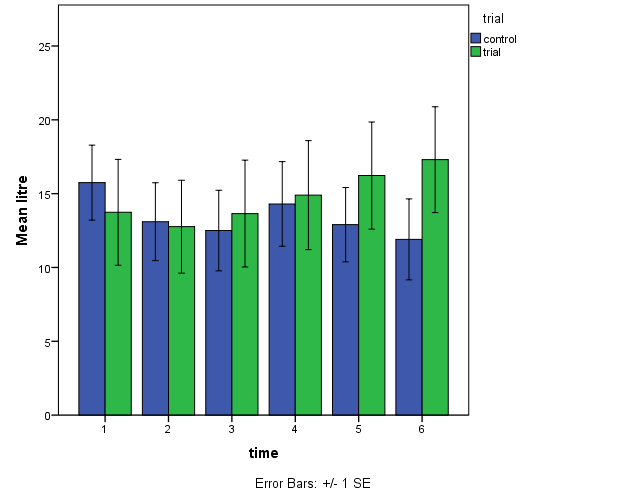 trial
control
trial
Mean litre
25
20
15
10
5
0
1 2 3 4 5 6
time
Error Bars: +/- 1 SE